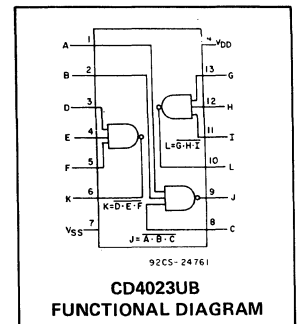 A 1
B 2
D 3
E 4
F 5
K 6
VSS 7
14 VDD
13 G
12 H
11 I
10 L
9 J
8 C
L=G·H·I
K=D·E·F
J=A·B·C
92CS-24761
CD4023UB
FUNCTIONAL DIAGRAM